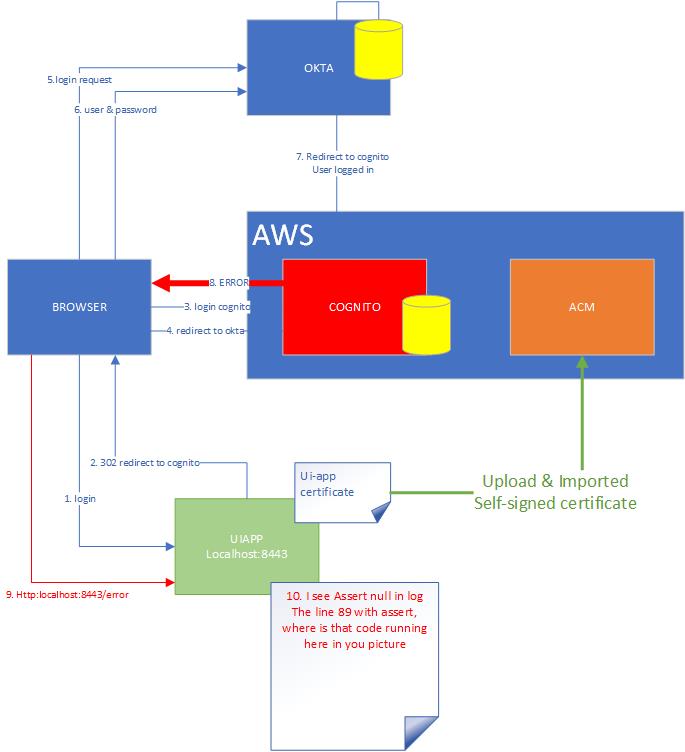 OKTA
5.login request
6. user & password
7. Redirect to cognito
User logged in
AWS
8. ERROR
BROWSER
3. login cognito
COGNITO
ACM
4. redirect to okta
2. 302 redirect to cognito
1. login
Ui-app
certificate
Upload & Imported
Self-signed certificate
UIAPP
Localhost:8443
9. Http:localhost:8443/error
10. I see Assert null in log
The line 89 with assert,
where is that code running
here in you picture